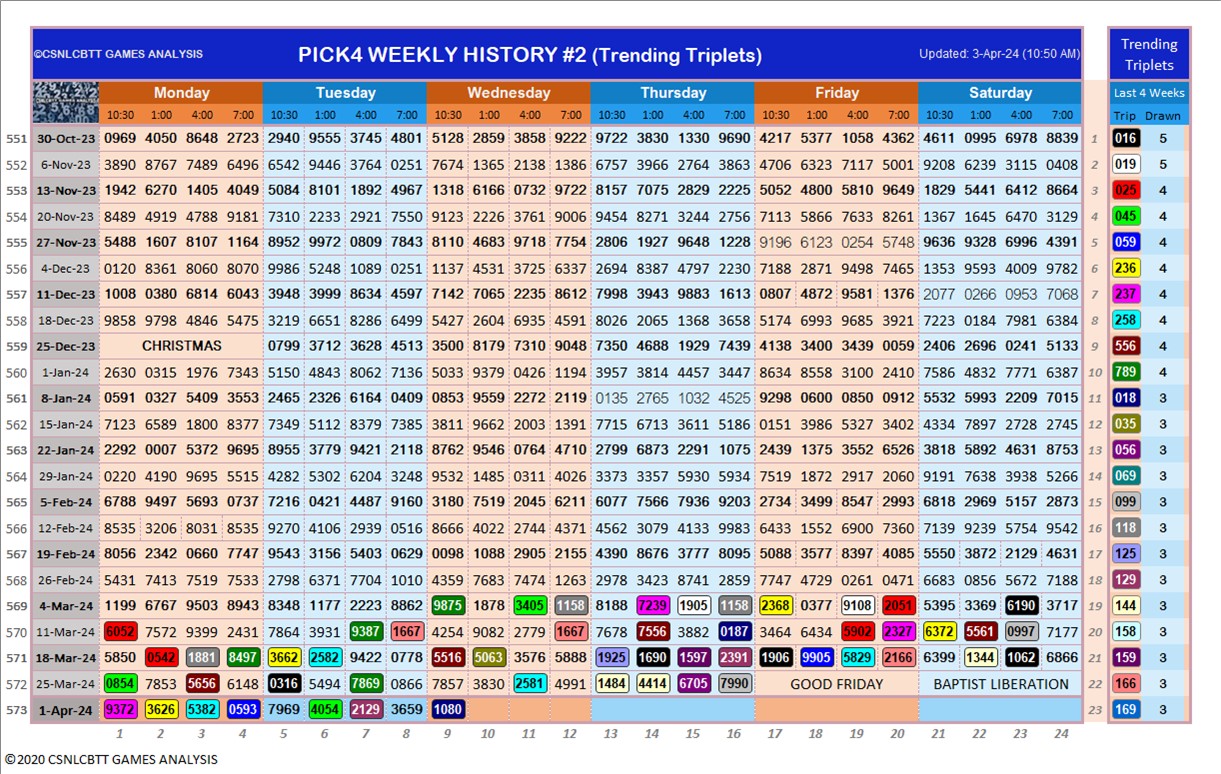 ©CSNLCBTT GAMES ANALYSIS PICK4 WEEKLY HISTORY #2 (Trending Triplets) Updated: 3-Apr-24 (10:50 AM) Trending
Triplets
Monday Tuesday Wednesday Thursday Friday Saturday Last 4 Weeks
10:30 1:00 4:00 7:00 10:30 1:00 4:00 7:00 10:30 1:00 4:00 7:00 10:30 1:00 4:00 7:00 10:30 1:00 4:00 7:00 10:30 1:00 4:00 7:00 Trip Drawn
551 30-Oct-23 0969 4050 8648 2723 2940 9555 3745 4801 5128 2859 3858 9222 9722 3830 1330 9690 4217 5377 1058 4362 4611 0995 6978 8839 1 016 5
552 6-Nov-23 3890 8767 7489 6496 6542 9446 3764 0251 7674 1365 2138 1386 6757 3966 2764 3863 4706 6323 7117 5001 9208 6239 3115 0408 2 019 5
553 13-Nov-23 1942 6270 1405 4049 5084 8101 1892 4967 1318 6166 0732 9722 8157 7075 2829 2225 5052 4800 5810 9649 1829 5441 6412 8664 3 025 4
554 20-Nov-23 8489 4919 4788 9181 7310 2233 2921 7550 9123 2226 3761 9006 9454 8271 3244 2756 7113 5866 7633 8261 1367 1645 6470 3129 4 045 4
555 27-Nov-23 5488 1607 8107 1164 8952 9972 0809 7843 8110 4683 9718 7754 2806 1927 9648 1228 9196 6123 0254 5748 9636 9328 6996 4391 5 059 4
556 4-Dec-23 0120 8361 8060 8070 9986 5248 1089 0251 1137 4531 3725 6337 2694 8387 4797 2230 7188 2871 9498 7465 1353 9593 4009 9782 6 236 4
557 11-Dec-23 1008 0380 6814 6043 3948 3999 8634 4597 7142 7065 2235 8612 7998 3943 9883 1613 0807 4872 9531 1376 2077 0266 0953 7068 7 237 4
558 18-Dec-23 9858 9798 4846 5475 3219 6651 8286 6492 5427 2604 6935 4591 8026 2065 1368 3658 5174 6993 9685 3921 7223 0184 7981 6384 8 258 4
559 25-Dec-23 CHRISTMAS 0799 3712 3628 4513 3500 8179 7310 9048 7350 4688 1929 7439 4138 3400 3439 0059 2406 2696 0241 5133 9 556 4
560 1-Jan-24 2630 0315 1976 7343 5150 4843 8062 7136 5033 9379 0426 1194 3957 3814 4457 3447 8634 8558 3100 2410 7586 4832 7771 6387 10 789 4
561 8-Jan-24 0591 0327 5409 3553 2465 2326 6164 0409 0853 9559 2272 2119 0135 2765 1032 4525 9298 0600 0850 0912 5532 5993 2209 7015 11 018 3
562 15-Jan-24 7123 6589 1800 8377 7349 5112 8379 7385 3811 9662 2003 1391 7715 6713 3611 5186 0151 3986 5327 3402 4334 7897 2728 2745 12 035 3
563 22-Jan-24 2292 0007 5372 9695 8955 3779 9421 2118 8762 9546 0764 4710 2799 6873 2251 1075 2439 1375 3552 6526 3818 5892 4631 8753 13 056 3
564 29-Jan-24 0220 4190 9695 5515 4282 5302 6204 3249 9532 1485 0311 4026 3373 3357 5930 5934 7519 1872 2917 2060 9191 7638 3938 5266 14 069 3
565 5-Feb-24 6788 9497 5693 0737 7216 0421 4487 9160 3180 7519 2045 6211 6077 7566 7936 9203 2734 3499 8547 2993 6818 2969 5157 2873 15 099 3
566 12-Feb-24 8535 3206 8031 8535 9270 4106 2939 0516 8666 4022 2744 4371 4562 3079 4133 9983 6433 1552 6900 7360 7139 9239 5754 9542 16 118 3
567 19-Feb-24 8056 2342 0660 7747 9543 3156 5403 0629 0098 1088 2905 2155 4390 8676 3777 8095 5088 3577 8397 4085 5550 3872 2129 4631 17 125 3
568 26-Feb-24 5431 7413 7519 7533 2798 6371 7704 1010 4359 7683 7474 1263 2978 3423 8741 2859 7747 4729 0261 0471 6683 0856 5672 7188 18 129 3
569 4-Mar-24 1199 6767 9503 8943 8348 1177 2223 8862 9875 1878 3405 1158 8188 7239 1905 1158 2368 0377 9108 2051 5395 3369 6190 3717 19 144 3
570 11-Mar-24 6052 7572 9399 2431 7864 3931 9387 1667 4254 9082 2779 1667 7678 7556 3882 0187 3464 6434 5902 2327 6372 5561 0997 7177 20 158 3
571 18-Mar-24 5850 0542 1881 8497 3662 2582 9422 0778 5516 5063 3576 5888 1925 1690 1597 2391 1906 9905 5829 2166 6399 1344 1062 6866 21 159 3
572 25-Mar-24 0854 7853 5656 6148 0316 5494 7869 0866 7857 3830 2581 4991 1484 4414 6705 7990 GOOD FRIDAY BAPTIST LIBERATION 22 166 3
573 1-Apr-24 9372 3626 5382 0593 7969 4054 2129 3659 1080 23 169 3
1 2 3 4 5 6 7 8 9 10 11 12 13 14 15 16 17 18 19 20 21 22 23 24
©2020 CSNLCBTT GAMES ANALYSIS